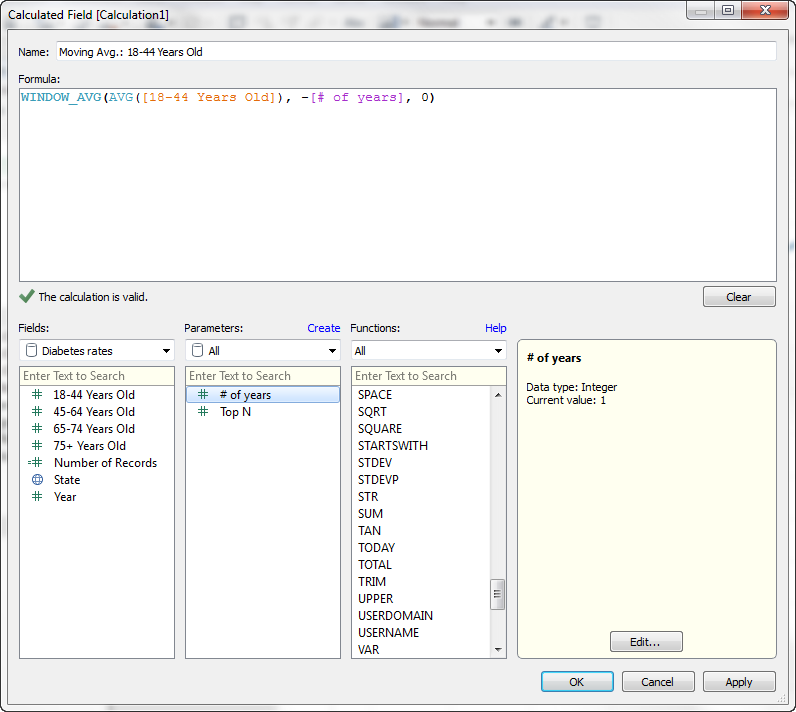 Calculated Field [Calculation1]
Name: Moving Avg.: 18-44 Years Old
Formula:
WINDOW_AVG(AVG([18-44 Years Old]), -[# of years], 0)
The calculation is valid.
Clear
Fields:
Diabetes rates
Enter Text to Search
18-44 Years Old
45-64 Years Old
65-74 Years Old
75+ Years Old
Number of Records
State
Year
Parameters: Create
All
Enter Text to Search
# of years
Top N
Functions: Help
All
Enter Text to Search
SPACE
SQRT
SQUARE
STARTSWITH
STDEV
STDEVP
STR
SUM
TAN
TODAY
TOTAL
TRIM
UPPER
USERDOMAIN
USERNAME
VAR
# of years
Data type: Integer
Current value: 1
Edit...
OK Cancel Apply